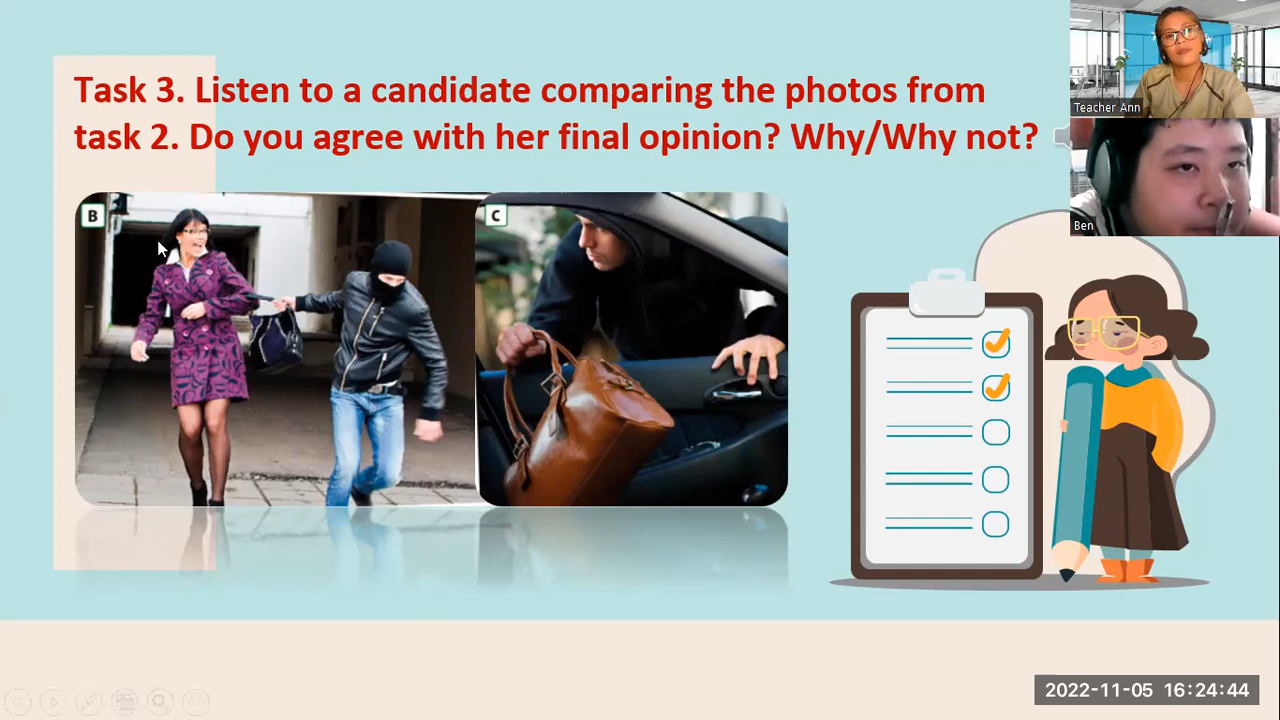 Task 3. Listen to a candidate comparing the photos from
task 2. Do you agree with her final opinion? Why/Why not?
B
C
Teacher Ann
Ben
2022-11-05 16:24:44